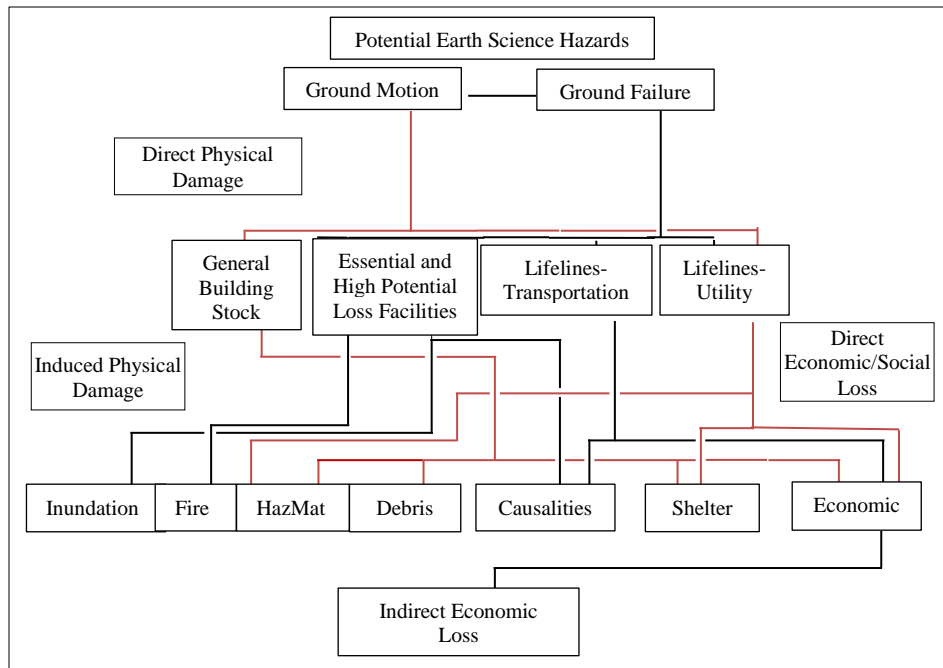 Potential Earth Science Hazards
Ground Motion
Ground Failure
Direct Physical
Damage
General
Building
Stock
Essential and
High Potential
Loss Facilities
Lifelines-
Transportation
Lifelines-
Utility
Induced Physical
Damage
Direct
Economic/Social
Loss
Inundation
Fire
HazMat
Debris
Causalities
Shelter
Economic
Indirect Economic
Loss